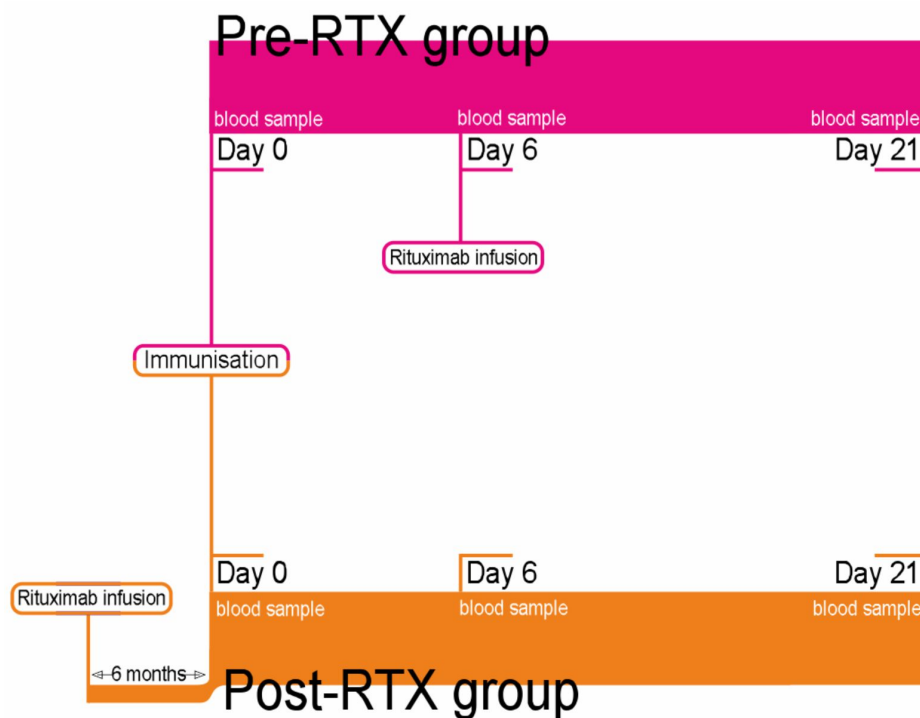 Pre-RTX group
blood sample blood sample blood sample
Day 0 Day 6 Day 21
Rituximab infusion
Immunisation
Day 0 Day 6 Day 21
Rituximab infusion
blood sample blood sample blood sample
6 months
Post-RTX group